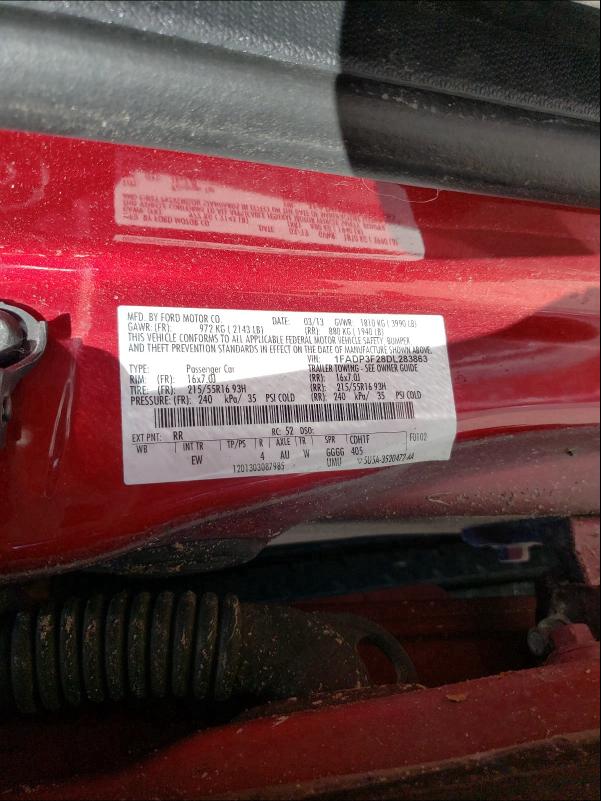 MFD. BY FORD MOTOR CO. DATE: 03/13 GVWR: 1810 KG ( 3990 LB)
GAWR: (FR): 972 KG ( 2143 LB) (RR): 880 KG ( 1940 LB)
THIS VEHICLE CONFORMS TO ALL APPLICABLE FEDERAL MOTOR VEHICLE SAFETY, BUMPER
AND THEFT PREVENTION STANDARDS IN EFFECT ON THE DATE OF MANUFACTURE SHOWN ABOVE.
VIN: 1FADP3F28DL283863
TYPE: Passenger Car TRAILER TOWING - SEE OWNER GUIDE
RIM: (FR): 16x7.0J (RR): 16x7.0J
TIRE: (FR): 215/55R16 93H (RR): 215/55R16 93H
PRESSURE: (FR): 240 kPa/ 35 PSI COLD (RR): 240 kPa/ 35 PSI COLD
EXT PNT: RR RC: 52 DSO: F0102
WB INT TR TP/PS R AXLE TR SPR CDH1F
EW 4 AU W GGGG 405
1201303087985 UMU 5U5A-3520472-AA